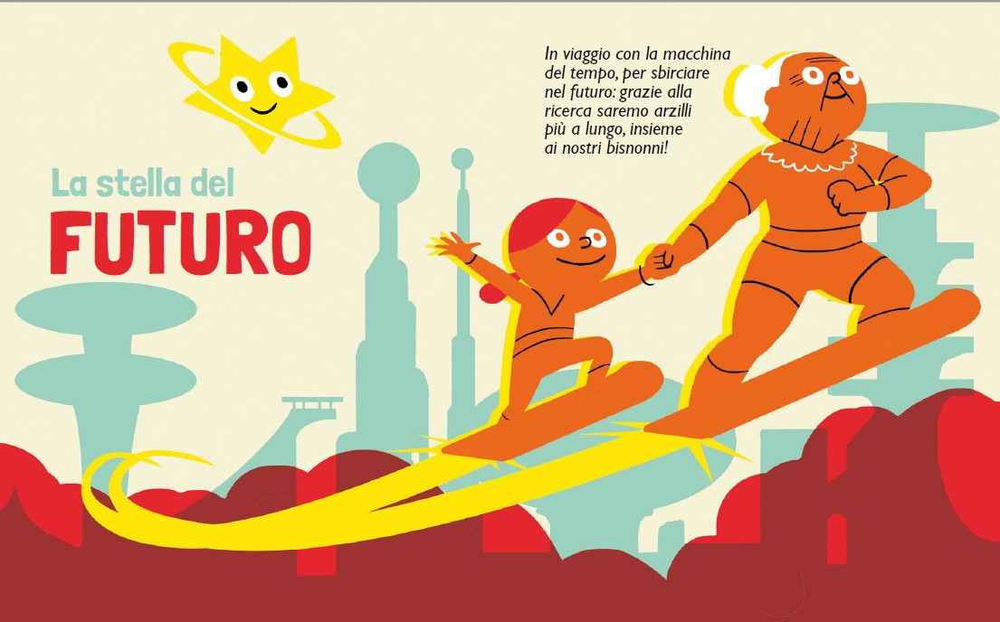 La stella del
FUTURO
In viaggio con la macchina
del tempo, per sbirciare
nel futuro: grazie alla
ricerca saremo arzilli
più a lungo, insieme
ai nostri bisnonni!